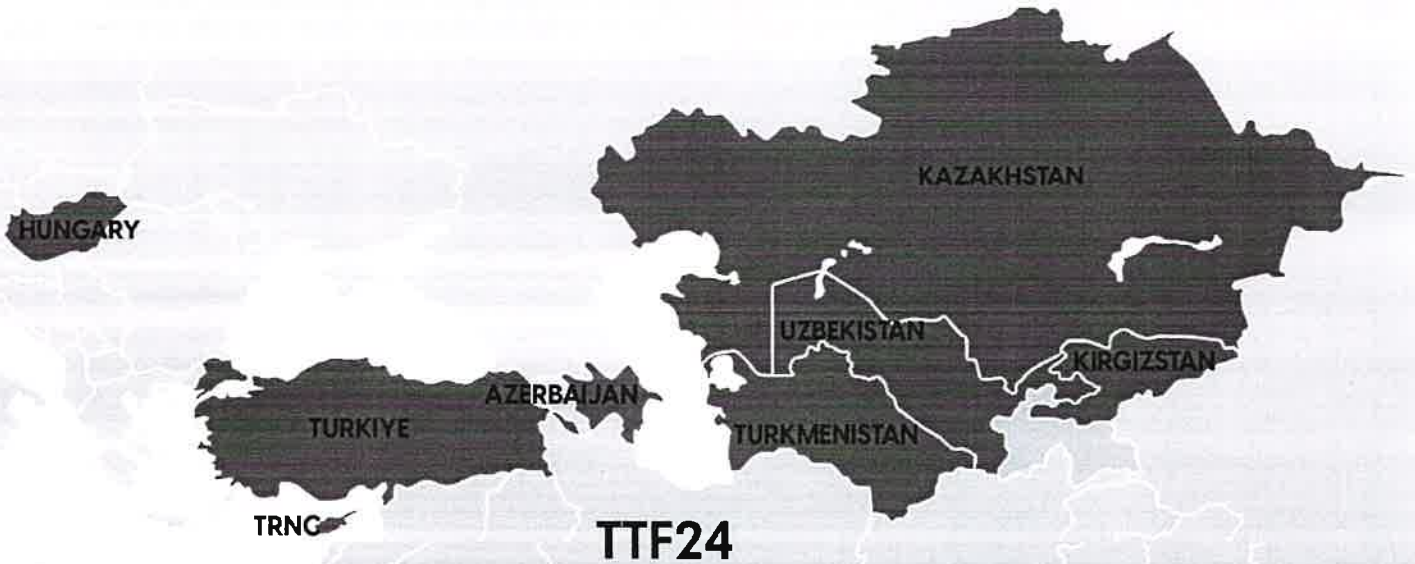 KAZAKHSTAN
HUNGARY
UZBEKISTAN
KIRGIZSTAN
AZERBAIJAN
TURKIYE
TURKMENISTAN
TRNC
TTF24